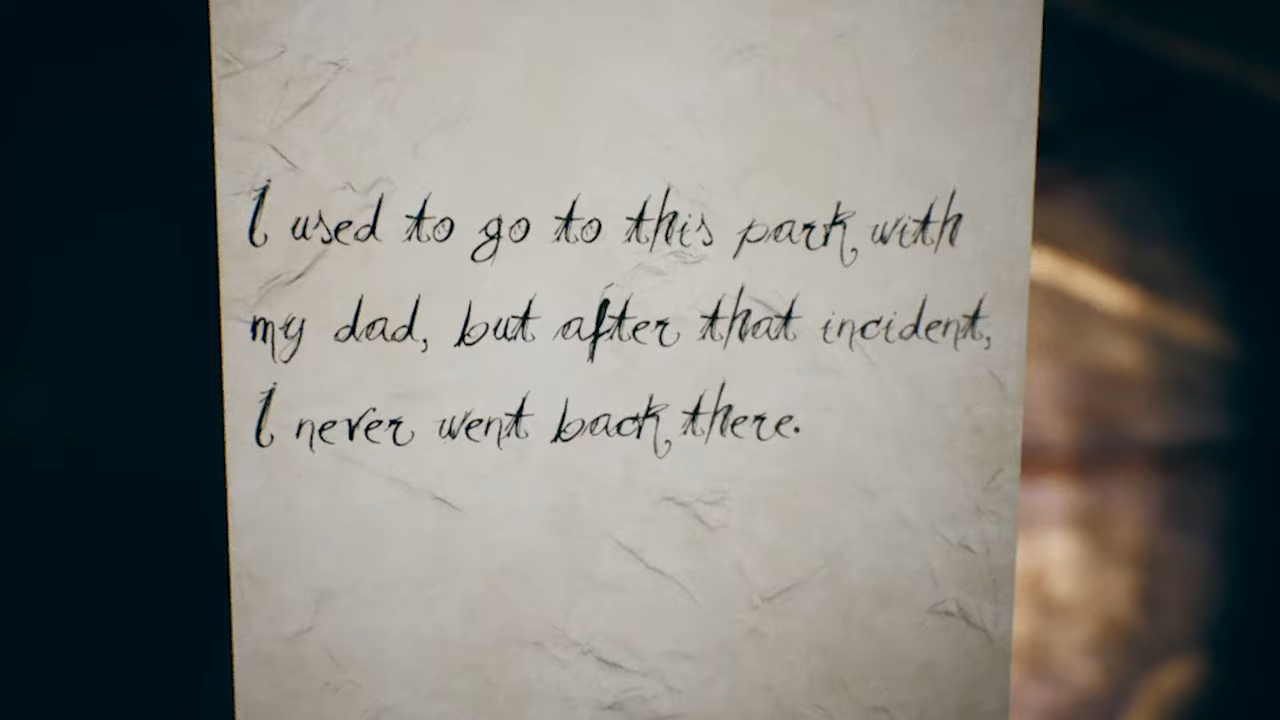 I used to go to this park with
my dad, but after that incident,
I never went back there.